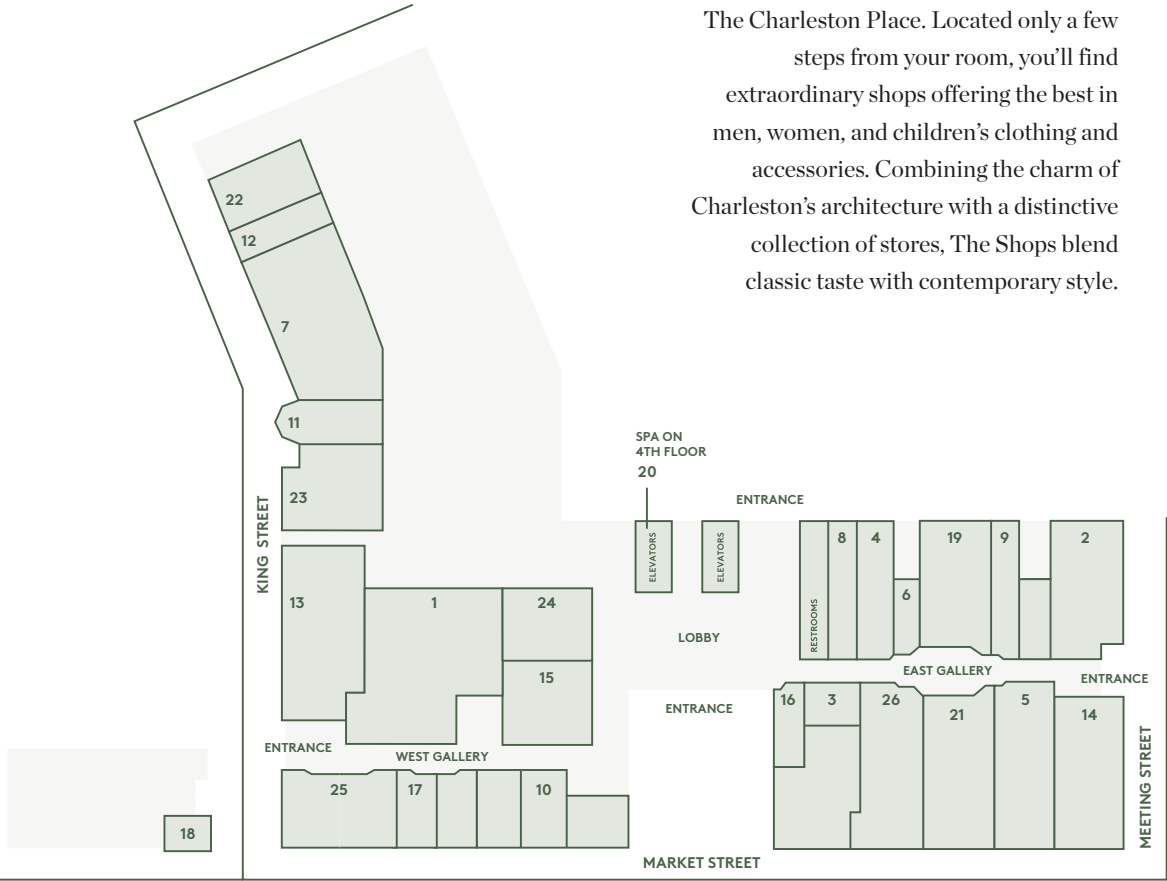 The Charleston Place. Located only a few
steps from your room, you’ll find
extraordinary shops offering the best in
men, women, and children’s clothing and
accessories. Combining the charm of
Charleston’s architecture with a distinctive
collection of stores, The Shops blend
classic taste with contemporary style.
22
12
7
11
23
KING STREET
SPA ON
4TH FLOOR
20
ENTRANCE
ELEVATORS
ELEVATORS
LOBBY
RESTROOMS
8
4
6
19
9
2
EAST GALLERY
ENTRANCE
13
1
24
15
ENTRANCE
16
3
26
21
5
14
MEETING STREET
ENTRANCE
WEST GALLERY
25
17
10
18
MARKET STREET